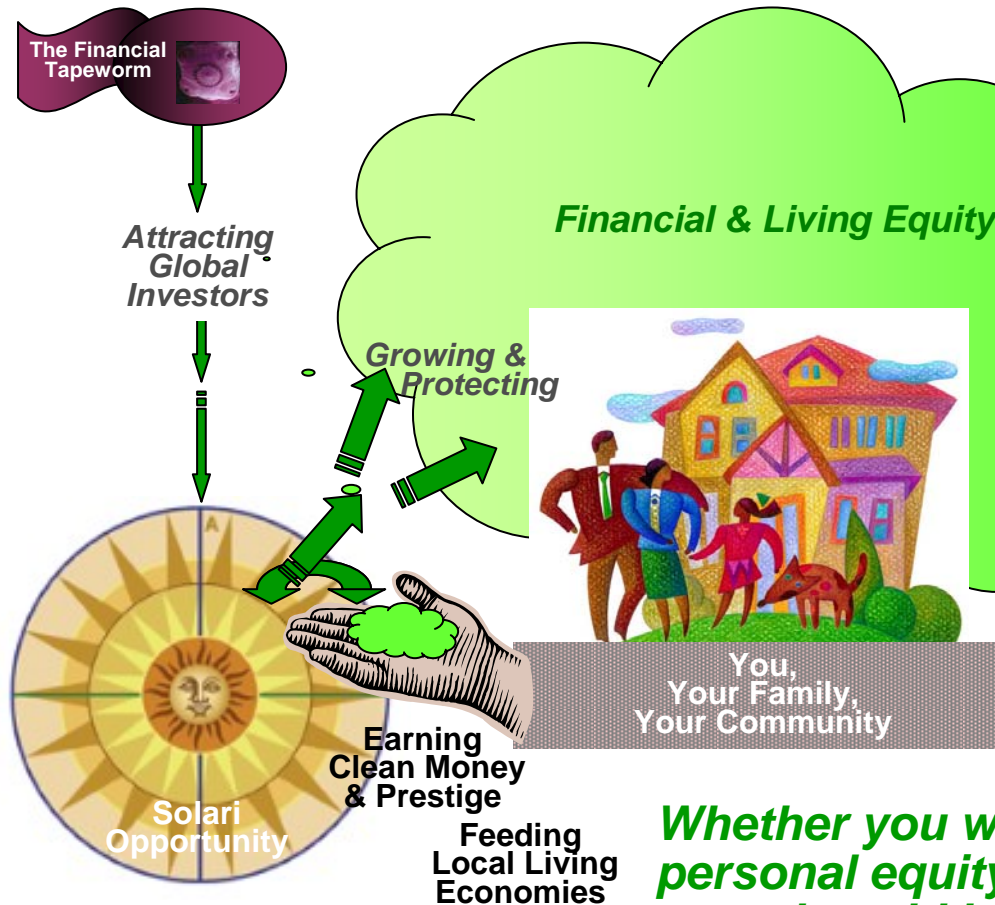 The Financial
Tapeworm
Attracting
Global
Investors
Financial & Living Equity
Growing &
Protecting
A
You,
Your Family,
Your Community
Earning
Clean Money
& Prestige
Solari
Opportunity
Feeding
Local Living
Economies
Whether you w
personal equity